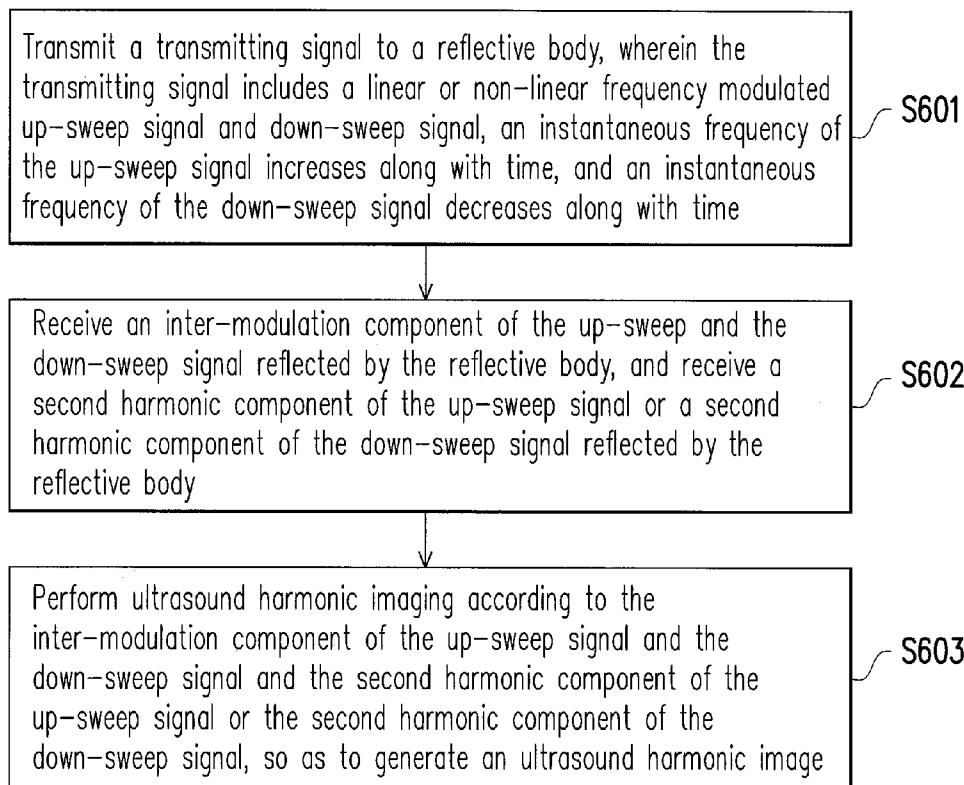 Transmit a transmitting signal to a reflective body, wherein the
transmitting signal includes a linear or non-linear frequency modulated
up-sweep signal and down-sweep signal, an instantaneous frequency of
the up-sweep signal increases along with time, and an instantaneous
frequency of the down-sweep signal decreases along with time
S601
Receive an inter-modulation component of the up-sweep and the
down-sweep signal reflected by the reflective body, and receive a
second harmonic component of the up-sweep signal or a second
harmonic component of the down-sweep signal reflected by the
reflective body
S602
Perform ultrasound harmonic imaging according to the
inter-modulation component of the up-sweep signal and the
down-sweep signal and the second harmonic component of the
up-sweep signal or the second harmonic component of the
down-sweep signal, so as to generate an ultrasound harmonic image
S603